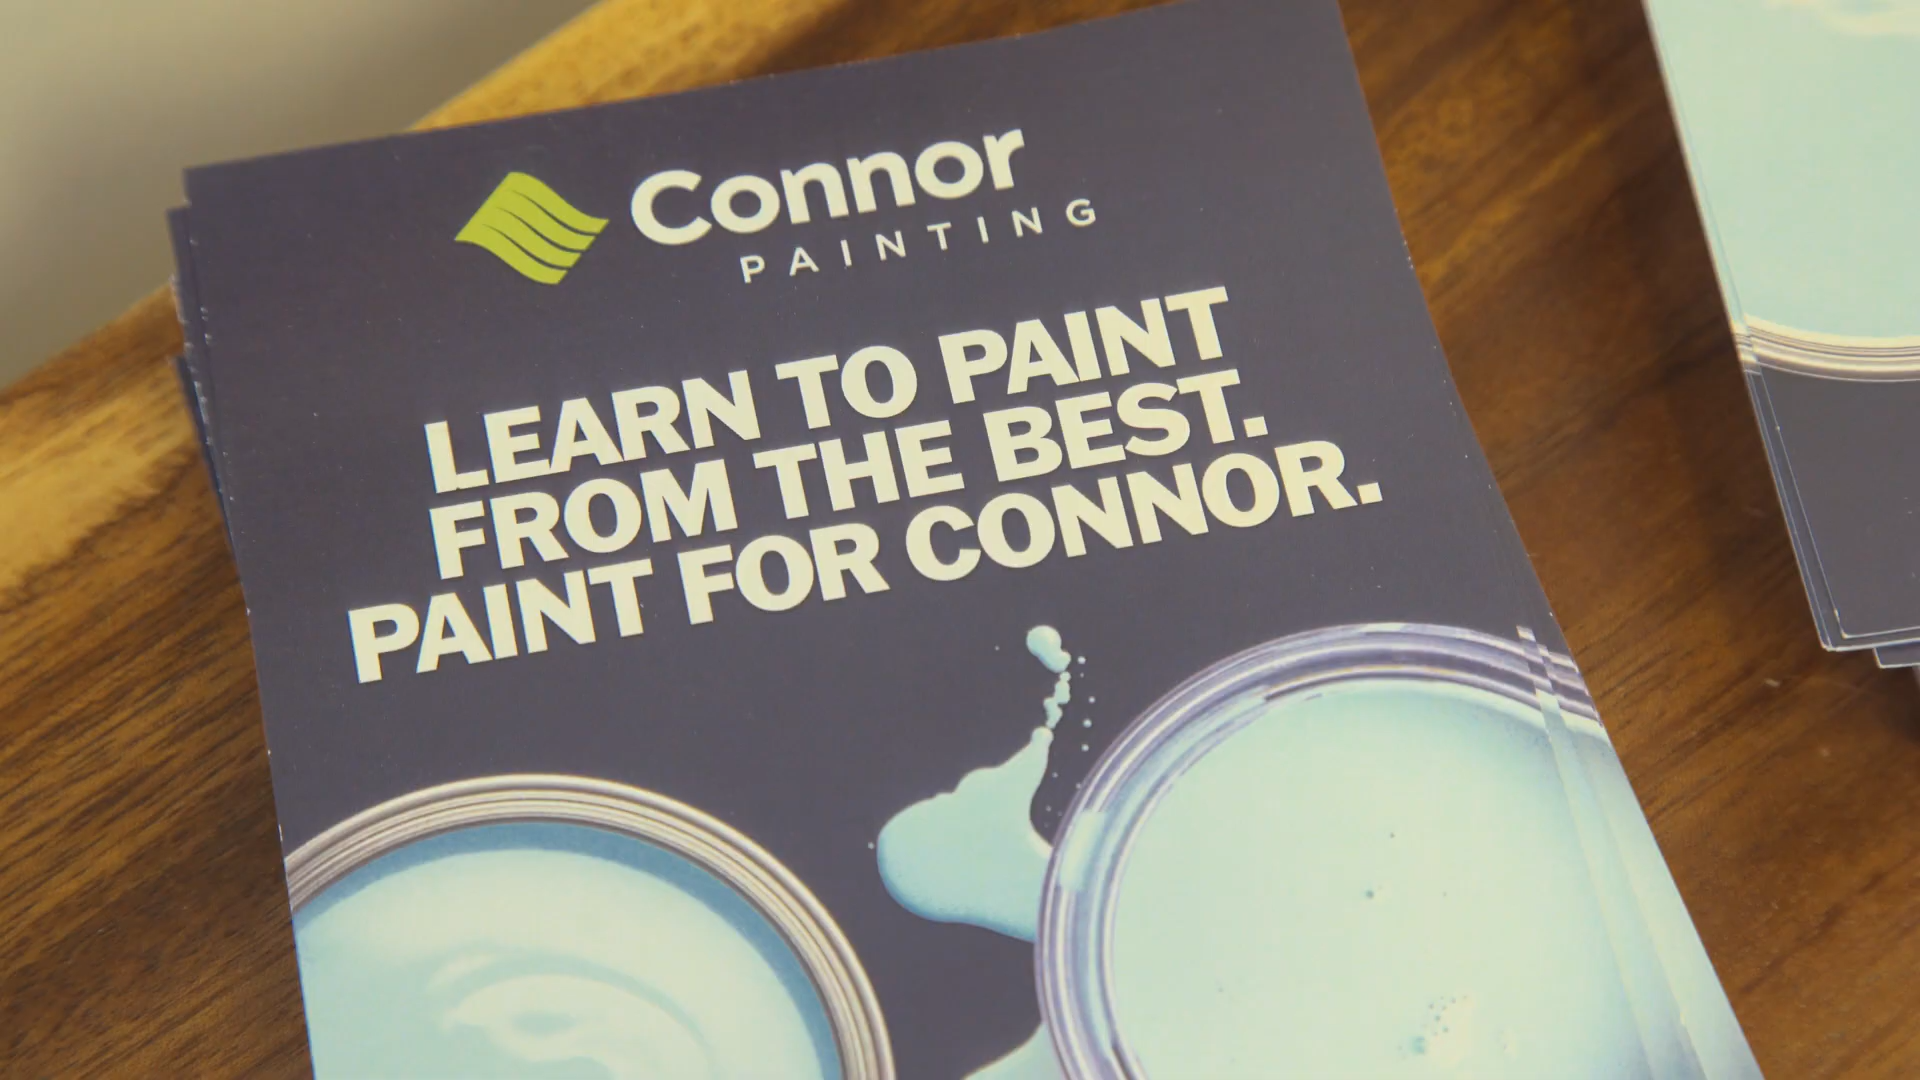 Connor
PAINTING
LEARN TO PAINT
FROM THE BEST.
PAINT FOR CONNOR.